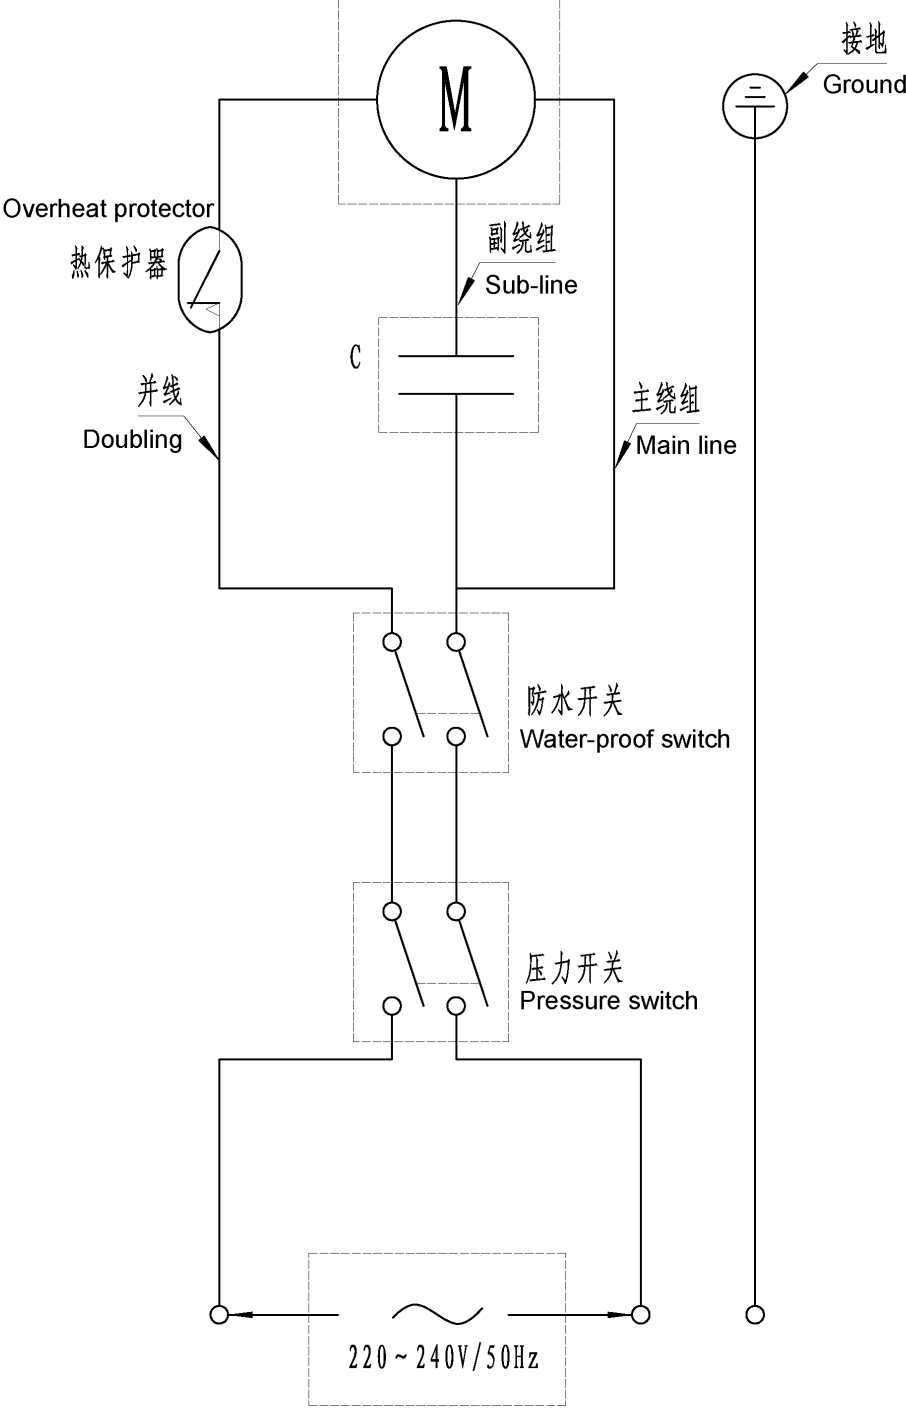 接地
Ground
M
Overheat protector
热保护器
副绕组
Sub-line
C
并线
Doubling
主绕组
Main line
防水开关
Water-proof switch
压力开关
Pressure switch
220~240V/50Hz